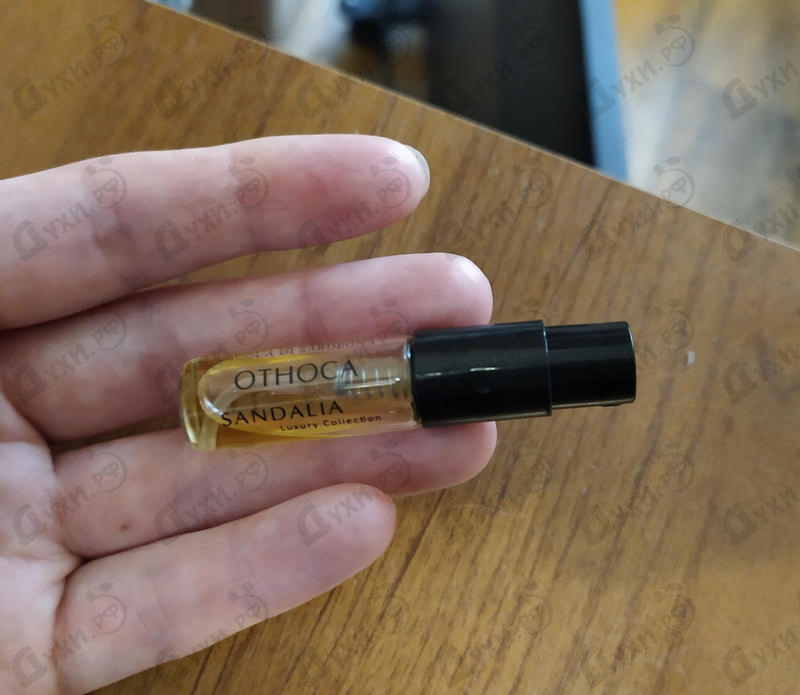 OTHOCA
SANDALIA
Luxury Collection
Духи.РФ